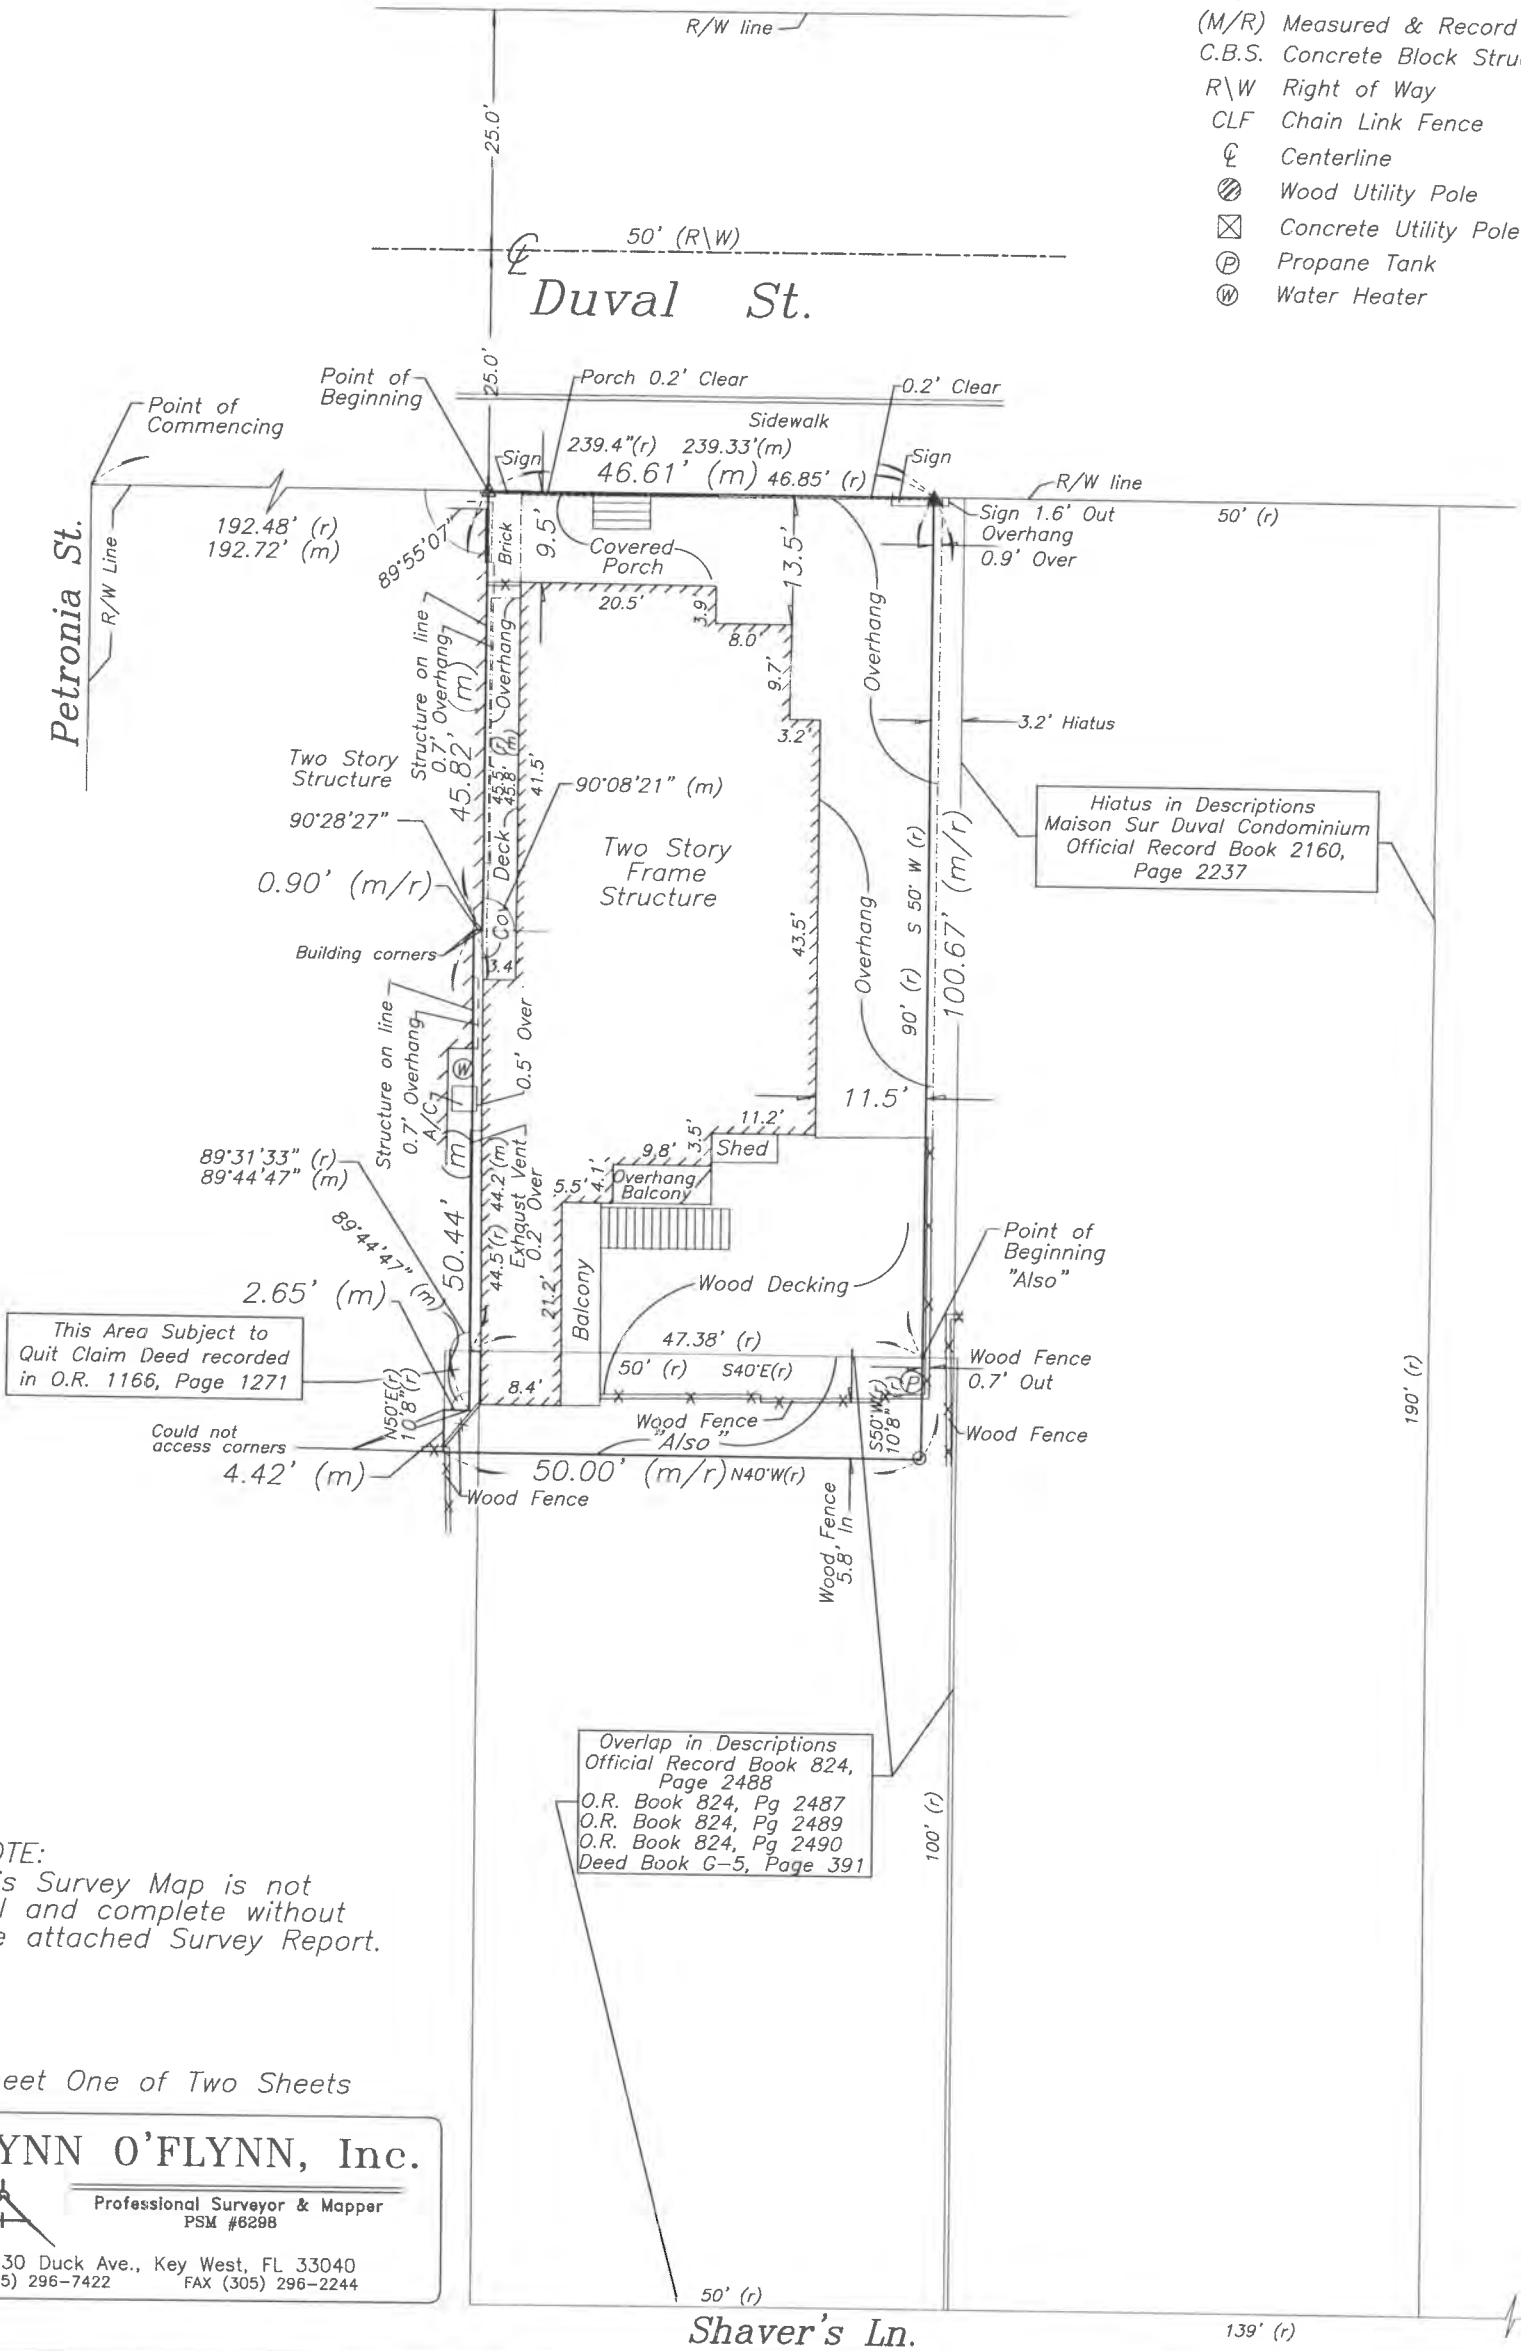 R/W line
(M/R) Measured & Record
C.B.S. Concrete Block Stru
R\W Right of Way
CLF Chain Link Fence
℄ Centerline
Wood Utility Pole
Concrete Utility Pole
Ⓟ Propane Tank
Ⓦ Water Heater
25.0'
50' (R\W)
℄
Duval St.
25.0'
Point of
Beginning
Porch 0.2' Clear
0.2' Clear
Point of
Commencing
Sidewalk
239.4"(r) 239.33'(m)
Sign
46.61' (m) 46.85' (r)
Sign
R/W line
Sign 1.6' Out
Overhang
0.9' Over
50' (r)
192.48' (r)
192.72' (m)
89°55'07"
Petronia St.
R/W Line
Brick
9.5'
Covered
Porch
13.5'
20.5'
3.9'
8.0'
9.7'
3.2'
Overhang
Structure on line
0.7' Overhang
45.82' (m)
Overhang
3.2' Hiatus
Two Story
Structure
45.5' (r)
45.8' (m)
41.5'
90°08'21" (m)
90°28'27"
Hiatus in Descriptions
Maison Sur Duval Condominium
Official Record Book 2160,
Page 2237
Two Story
Frame
Structure
0.90' (m/r)
Cov Deck
Building corners
3.4
43.5'
Overhang
90' (r) S 50° W (r)
100.67' (m/r)
Structure on line
0.7' Overhang
A/C
Ⓦ
0.5' Over
11.5'
11.2'
3.5'
Shed
9.8'
4.1'
Overhang
Balcony
5.5'
89°31'33" (r)
89°44'47" (m)
89°44'47" (m)
50.44' (m)
44.5'(r) 44.2'(m)
Exhaust Vent
0.2' Over
21.2'
Balcony
Wood Decking
Point of
Beginning
"Also"
2.65' (m)
This Area Subject to
Quit Claim Deed recorded
in O.R. 1166, Page 1271
47.38' (r)
50' (r) S40°E(r)
8.4'
Ⓟ
Wood Fence
0.7' Out
N50°E(r)
10'8"(r)
Wood Fence
"Also"
S50°W(r)
10'8"(r)
Wood Fence
Could not
access corners
4.42' (m)
50.00' (m/r) N40°W(r)
Wood Fence
Wood Fence
5.8' In
190' (r)
Overlap in Descriptions
Official Record Book 824,
Page 2488
O.R. Book 824, Pg 2487
O.R. Book 824, Pg 2489
O.R. Book 824, Pg 2490
Deed Book G-5, Page 391
100' (r)
OTE:
is Survey Map is not
l and complete without
e attached Survey Report.
eet One of Two Sheets
YNN O'FLYNN, Inc.
Professional Surveyor & Mapper
PSM #6298
30 Duck Ave., Key West, FL 33040
5) 296-7422 FAX (305) 296-2244
50' (r)
Shaver's Ln.
139' (r)